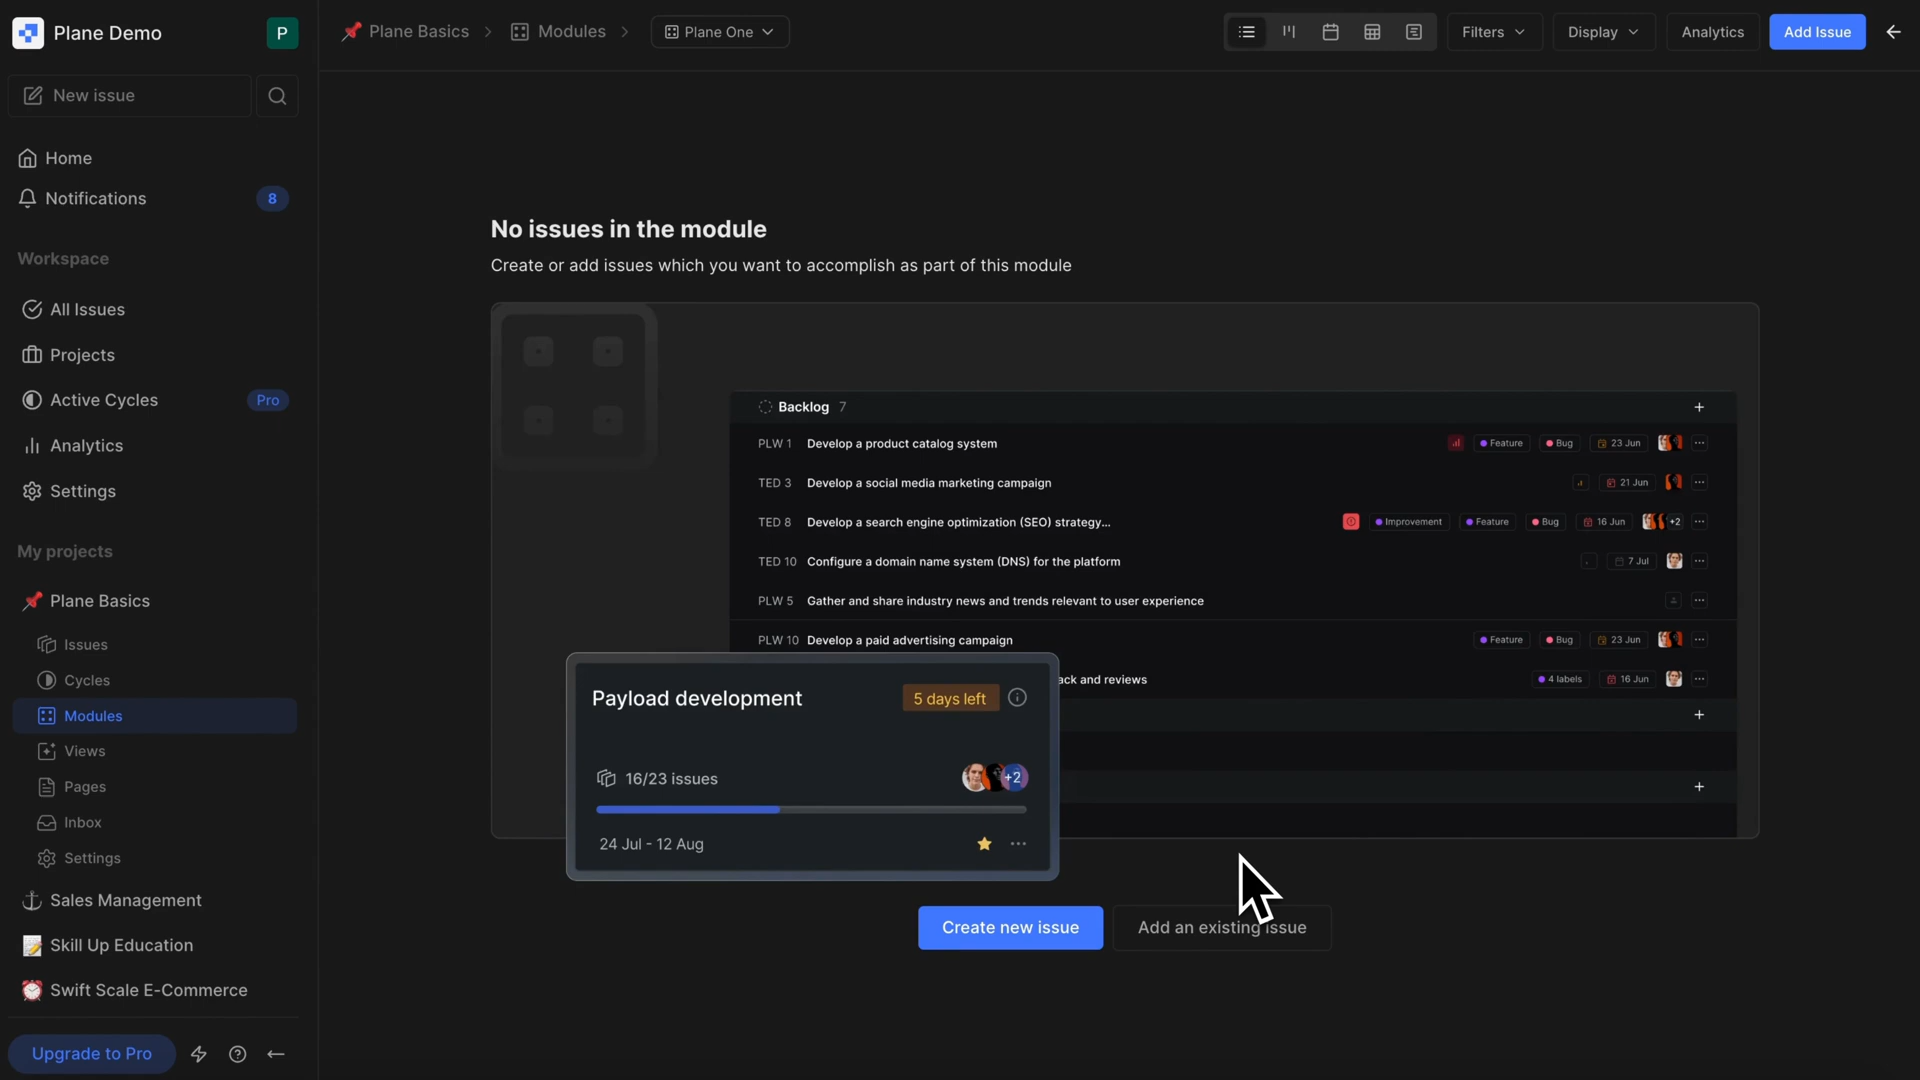 Plane Demo
P
New issue
Home
Notifications
8
Workspace
All Issues
Projects
Active Cycles
Pro
Analytics
Settings
My projects
Plane Basics
Issues
Cycles
Modules
Views
Pages
Inbox
Settings
Sales Management
Skill Up Education
Swift Scale E-Commerce
Upgrade to Pro
Plane Basics
Modules
Plane One
Filters
Display
Analytics
Add Issue
No issues in the module
Create or add issues which you want to accomplish as part of this module
Backlog 7
PLW 1 Develop a product catalog system Feature Bug 23 Jun
TED 3 Develop a social media marketing campaign 21 Jun
TED 8 Develop a search engine optimization (SEO) strategy... Improvement Feature Bug 16 Jun +2
TED 10 Configure a domain name system (DNS) for the platform 7 Jul
PLW 5 Gather and share industry news and trends relevant to user experience
PLW 10 Develop a paid advertising campaign Feature Bug 23 Jun
ack and reviews 4 labels 16 Jun
Payload development 5 days left
16/23 issues +2
24 Jul - 12 Aug
Create new issue
Add an existing issue